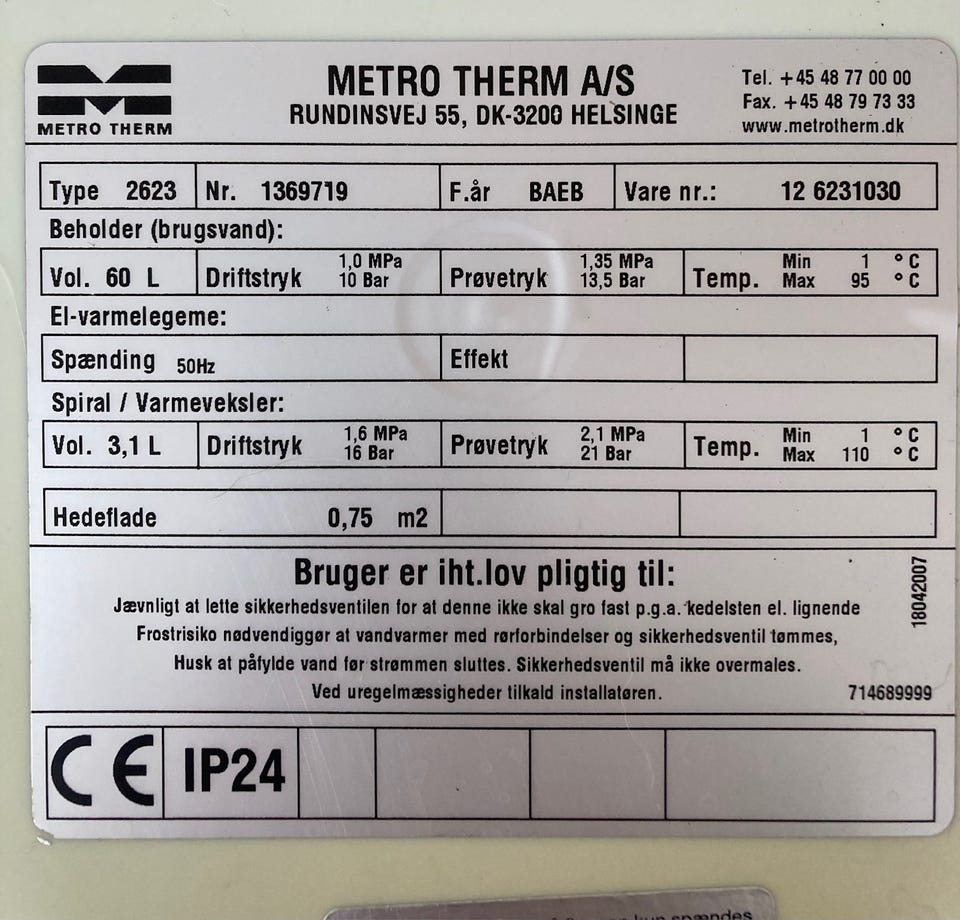 METRO THERM
METRO THERM A/S
RUNDINSVEJ 55, DK-3200 HELSINGE
Tel. +45 48 77 00 00
Fax. +45 48 79 73 33
www.metrotherm.dk
Type 2623 Nr. 1369719 F.år BAEB Vare nr.: 12 6231030
Beholder (brugsvand):
Vol. 60 L Driftstryk 1,0 MPa 10 Bar Prøvetryk 1,35 MPa 13,5 Bar Temp. Min 1 °C Max 95 °C
El-varmelegeme:
Spænding 50Hz Effekt
Spiral / Varmeveksler:
Vol. 3,1 L Driftstryk 1,6 MPa 16 Bar Prøvetryk 2,1 MPa 21 Bar Temp. Min 1 °C Max 110 °C
Hedeflade 0,75 m2
Bruger er iht.lov pligtig til:
Jævnligt at lette sikkerhedsventilen for at denne ikke skal gro fast p.g.a. kedelsten el. lignende
Frostrisiko nødvendiggør at vandvarmer med rørforbindelser og sikkerhedsventil tømmes,
Husk at påfylde vand før strømmen sluttes. Sikkerhedsventil må ikke overmales.
Ved uregelmæssigheder tilkald installatøren.
18042007
714689999
CE IP24
kun spændes